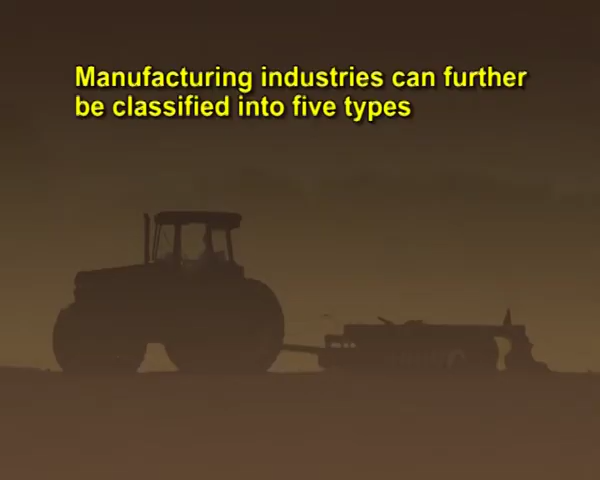 Manufacturing industries can further
be classified into five types